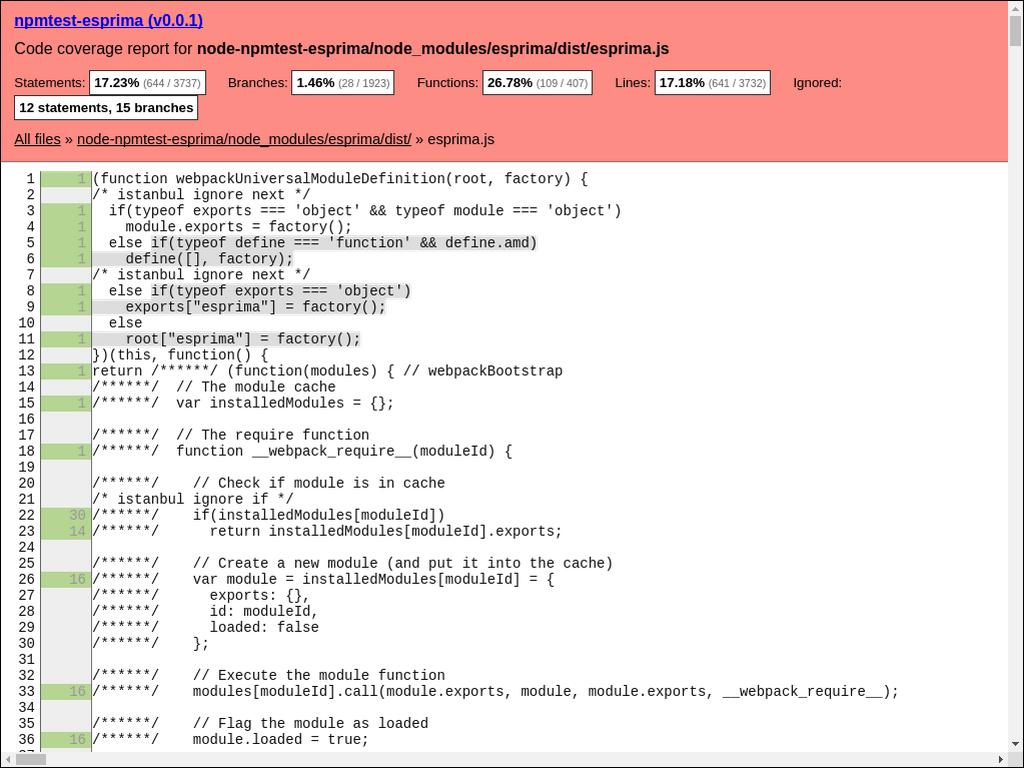 npmtest-esprima (v0.0.1)
Code coverage report for node-npmtest-esprima/node_modules/esprima/dist/esprima.js
Statements: 17.23% (644 / 3737) Branches: 1.46% (28 / 1923) Functions: 26.78% (109 / 407) Lines: 17.18% (641 / 3732) Ignored:
12 statements, 15 branches
All files » node-npmtest-esprima/node_modules/esprima/dist/ » esprima.js
1 1 (function webpackUniversalModuleDefinition(root, factory) {
2 /* istanbul ignore next */
3 1   if(typeof exports === 'object' && typeof module === 'object')
4 1     module.exports = factory();
5 1   else if(typeof define === 'function' && define.amd)
6 1     define([], factory);
7 /* istanbul ignore next */
8 1   else if(typeof exports === 'object')
9 1     exports["esprima"] = factory();
10   else
11 1     root["esprima"] = factory();
12 })(this, function() {
13 1 return /******/ (function(modules) { // webpackBootstrap
14 /******/  // The module cache
15 1 /******/  var installedModules = {};
16
17 /******/  // The require function
18 1 /******/  function __webpack_require__(moduleId) {
19
20 /******/    // Check if module is in cache
21 /* istanbul ignore if */
22 30 /******/    if(installedModules[moduleId])
23 14 /******/      return installedModules[moduleId].exports;
24
25 /******/    // Create a new module (and put it into the cache)
26 16 /******/    var module = installedModules[moduleId] = {
27 /******/      exports: {},
28 /******/      id: moduleId,
29 /******/      loaded: false
30 /******/    };
31
32 /******/    // Execute the module function
33 16 /******/    modules[moduleId].call(module.exports, module, module.exports, __webpack_require__);
34
35 /******/    // Flag the module as loaded
36 16 /******/    module.loaded = true;